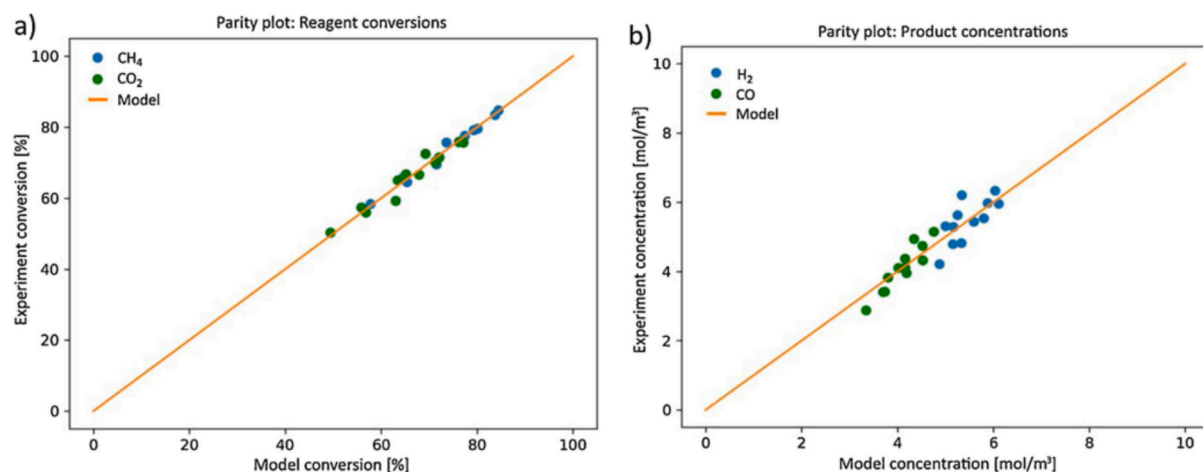 a)
Parity plot: Reagent conversions
CH₄
CO₂
Model
Experiment conversion [%]
100
80
60
40
20
0
0 20 40 60 80 100
Model conversion [%]
b)
Parity plot: Product concentrations
H₂
CO
Model
Experiment concentration [mol/m³]
10
8
6
4
2
0
0 2 4 6 8 10
Model concentration [mol/m³]